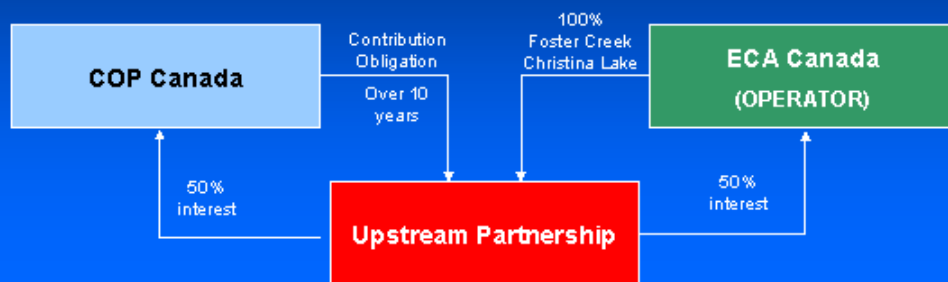 COP Canada
Contribution
Obligation
Over 10
years
100%
Foster Creek
Christina Lake
ECA Canada
(OPERATOR)
50%
interest
Upstream Partnership
50%
interest